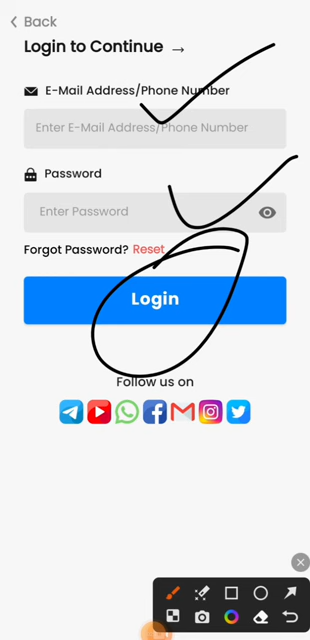 Back
Login to Continue →
E-Mail Address/Phone Number
Enter E-Mail Address/Phone Number
Password
Enter Password
Forgot Password? Reset
Login
Follow us on